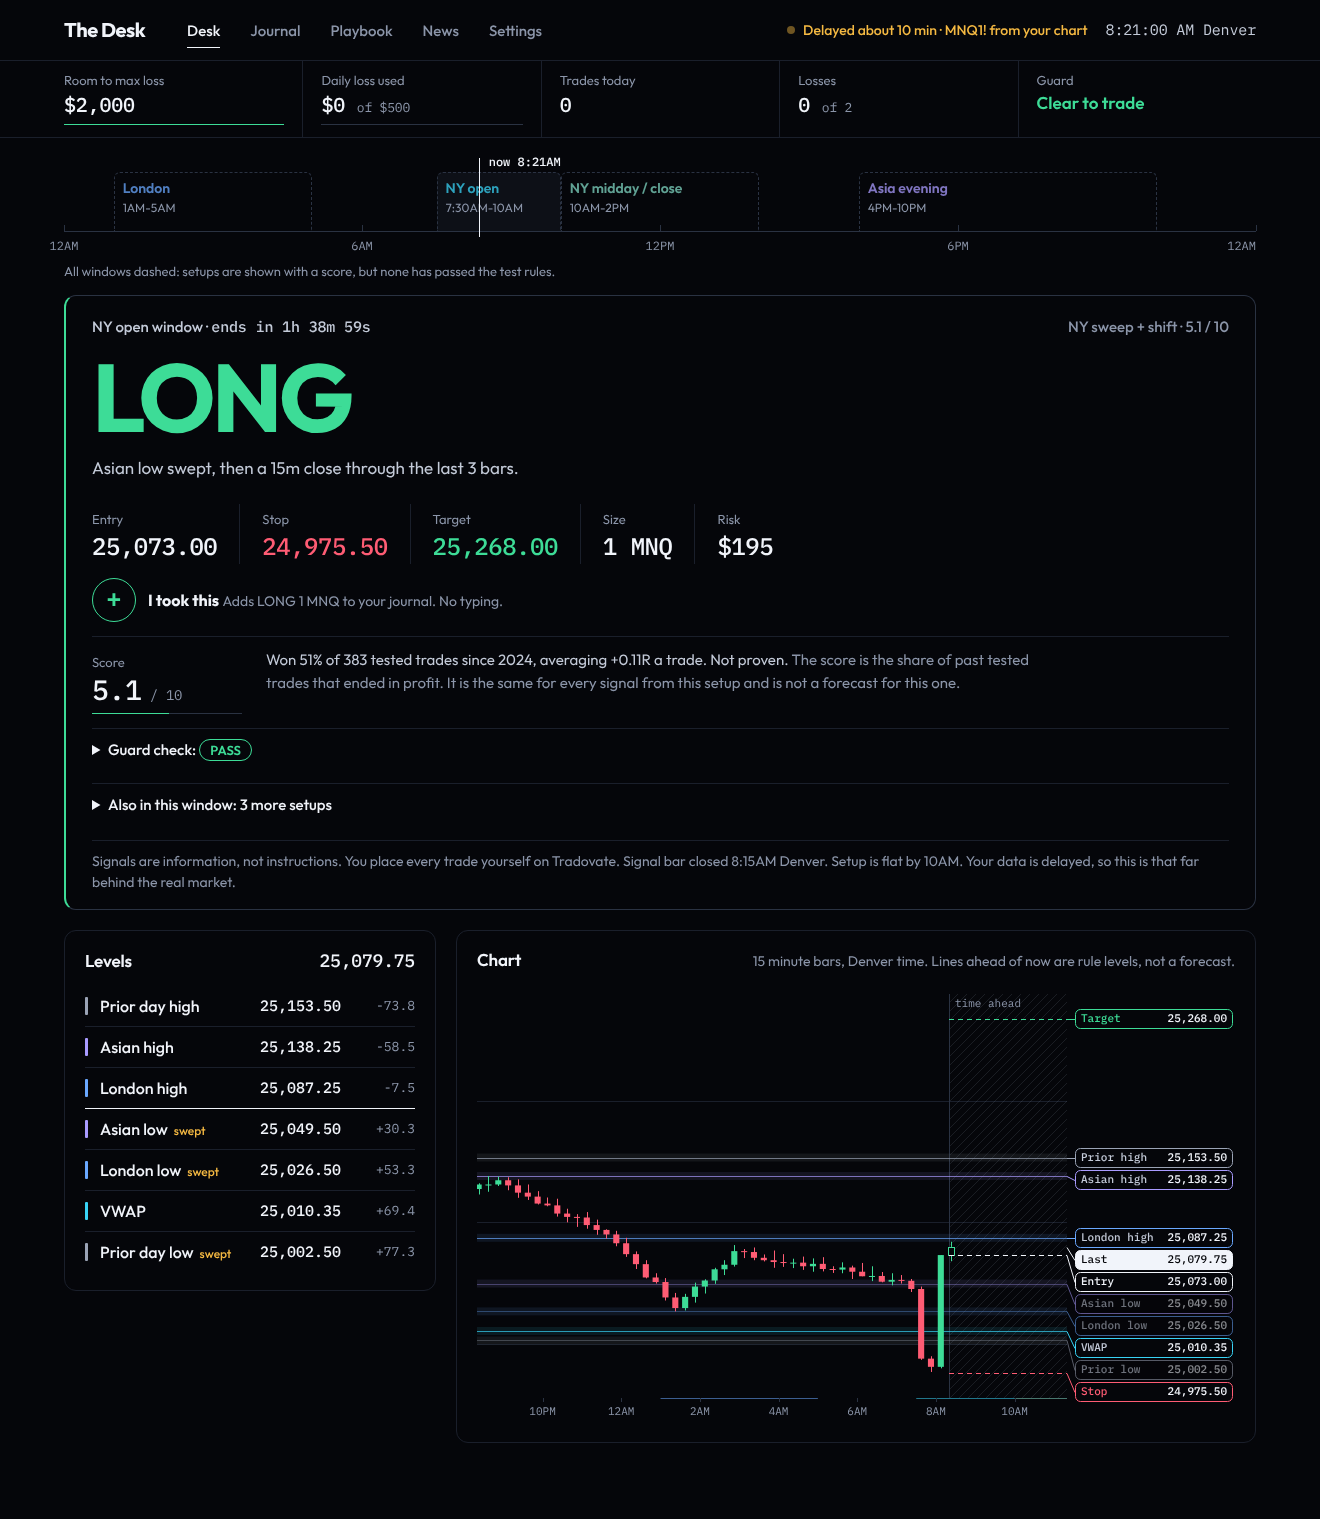 The Desk
Desk
Journal
Playbook
News
Settings
Delayed about 10 min · MNQ1! from your chart
8:21:00 AM Denver
Room to max loss
$2,000
Daily loss used
$0 of $500
Trades today
0
Losses
0 of 2
Guard
Clear to trade
now 8:21AM
London
1AM-5AM
NY open
7:30AM-10AM
NY midday / close
10AM-2PM
Asia evening
4PM-10PM
12AM
6AM
12PM
6PM
12AM
All windows dashed: setups are shown with a score, but none has passed the test rules.
NY open window · ends in 1h 38m 59s
NY sweep + shift · 5.1 / 10
LONG
Asian low swept, then a 15m close through the last 3 bars.
Entry
25,073.00
Stop
24,975.50
Target
25,268.00
Size
1 MNQ
Risk
$195
+
I took this Adds LONG 1 MNQ to your journal. No typing.
Score
5.1 / 10
Won 51% of 383 tested trades since 2024, averaging +0.11R a trade. Not proven. The score is the share of past tested
trades that ended in profit. It is the same for every signal from this setup and is not a forecast for this one.
Guard check: PASS
Also in this window: 3 more setups
Signals are information, not instructions. You place every trade yourself on Tradovate. Signal bar closed 8:15AM Denver. Setup is flat by 10AM. Your data is delayed, so this is that far
behind the real market.
Levels
25,079.75
Prior day high 25,153.50 -73.8
Asian high 25,138.25 -58.5
London high 25,087.25 -7.5
Asian low swept 25,049.50 +30.3
London low swept 25,026.50 +53.3
VWAP 25,010.35 +69.4
Prior day low swept 25,002.50 +77.3
Chart
15 minute bars, Denver time. Lines ahead of now are rule levels, not a forecast.
time ahead
Target 25,268.00
Prior high 25,153.50
Asian high 25,138.25
London high 25,087.25
Last 25,079.75
Entry 25,073.00
Asian low 25,049.50
London low 25,026.50
VWAP 25,010.35
Prior low 25,002.50
Stop 24,975.50
10PM
12AM
2AM
4AM
6AM
8AM
10AM